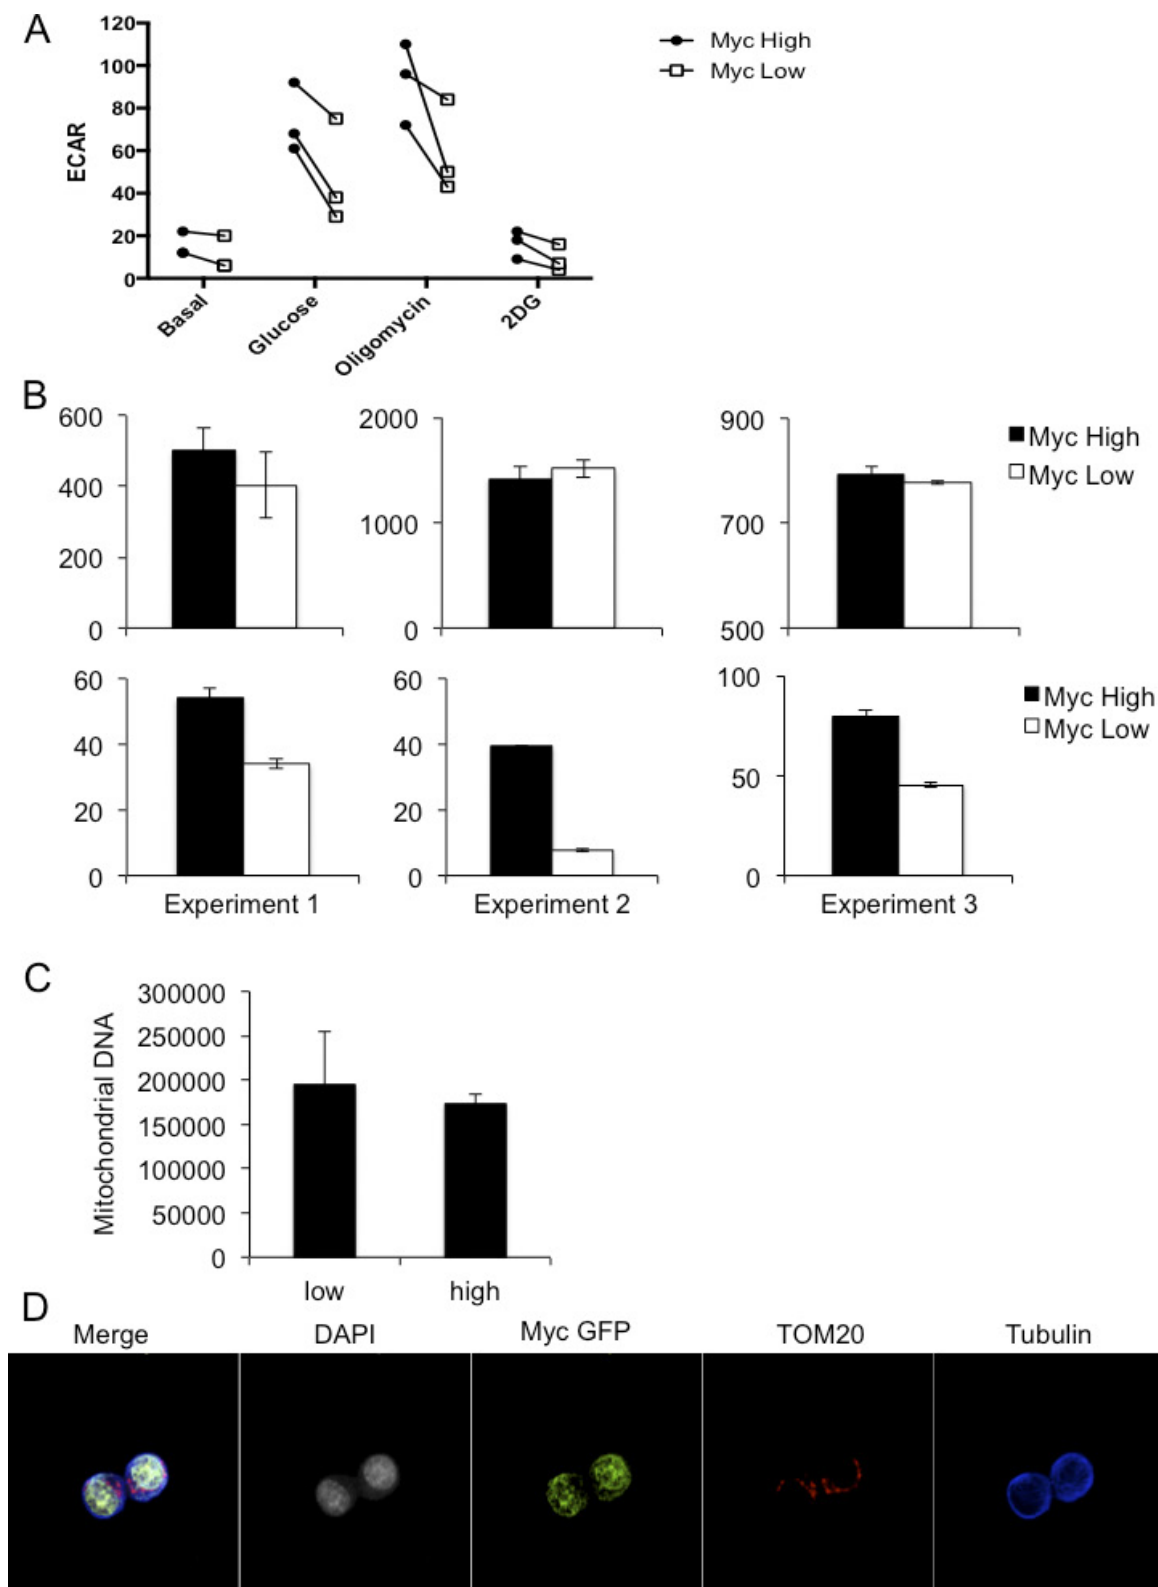 A
120
100
80
60
40
20
0
ECAR
Basal
Glucose
Oligomycin
2DG
Myc High
Myc Low
B
600
400
200
0
2000
1000
0
900
700
500
Myc High
Myc Low
60
40
20
0
60
40
20
0
100
50
0
Myc High
Myc Low
Experiment 1
Experiment 2
Experiment 3
C
Mitochondrial DNA
300000
250000
200000
150000
100000
50000
0
low
high
D
Merge
DAPI
Myc GFP
TOM20
Tubulin